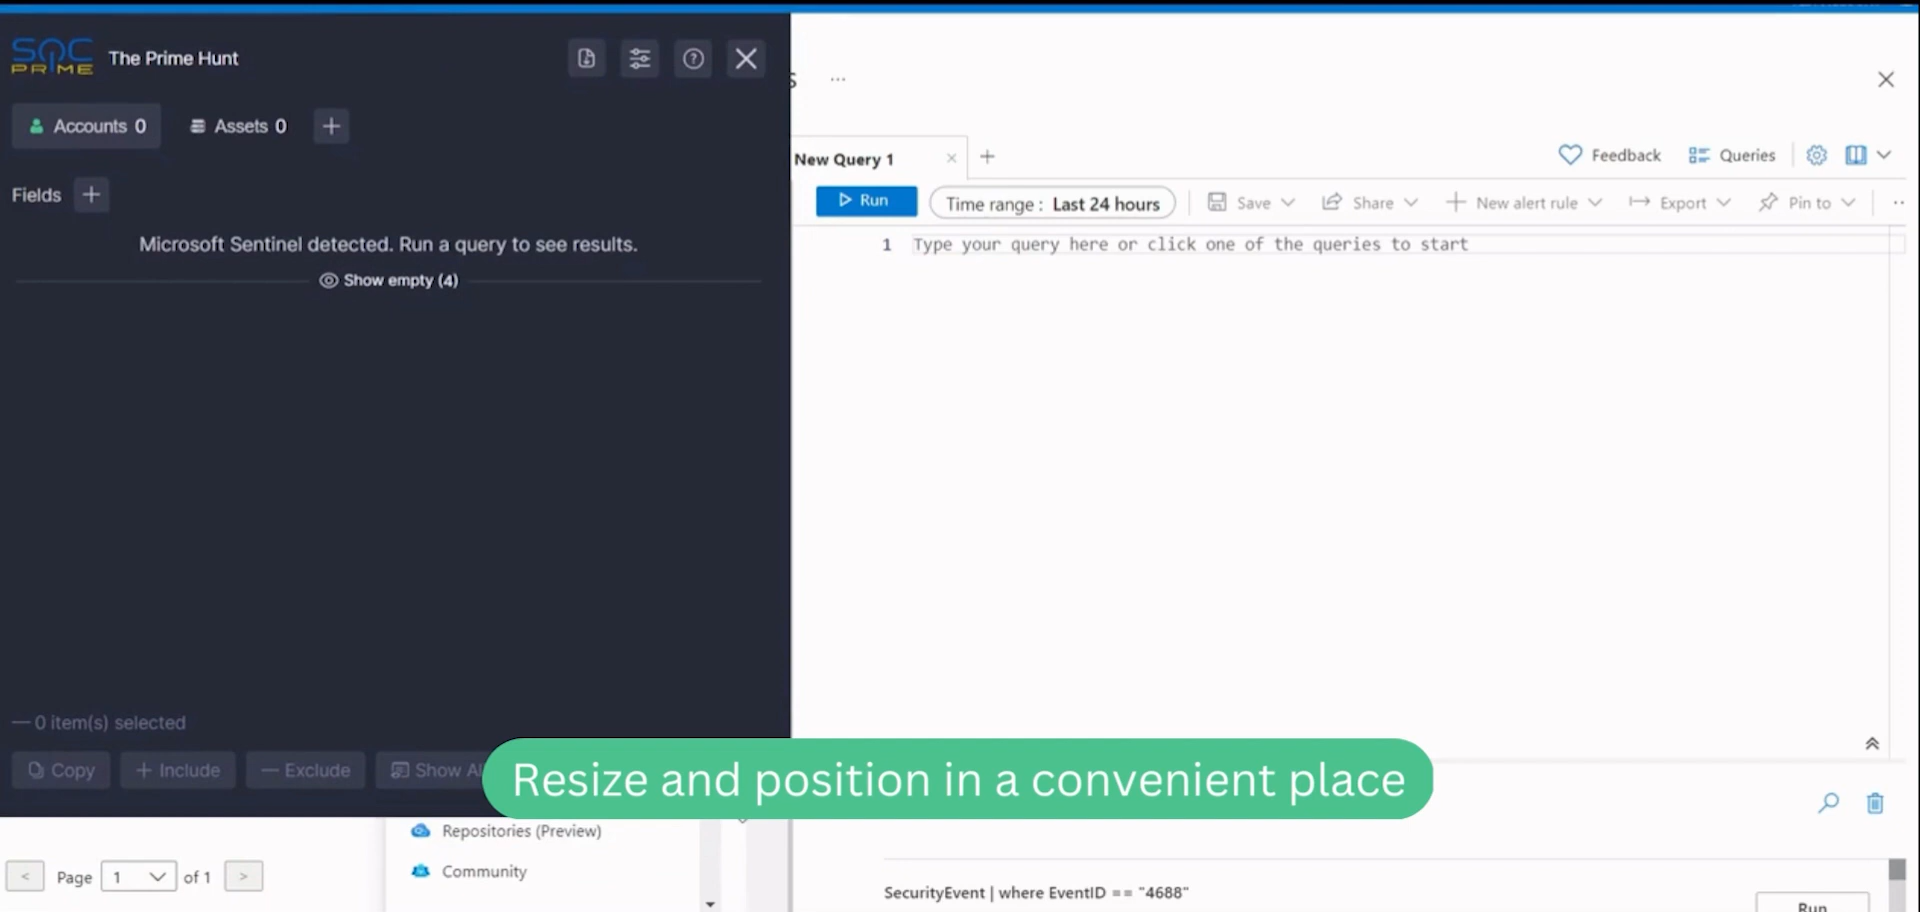 SOC PRIME The Prime Hunt
Accounts 0 Assets 0
Fields
Microsoft Sentinel detected. Run a query to see results.
Show empty (4)
— 0 item(s) selected
Copy + Include — Exclude Show
Repositories (Preview)
Community
< Page 1 of 1 >
...
New Query 1
Feedback Queries
Run Time range : Last 24 hours Save Share New alert rule Export Pin to
1 Type your query here or click one of the queries to start
Resize and position in a convenient place
SecurityEvent | where EventID == "4688"
Run